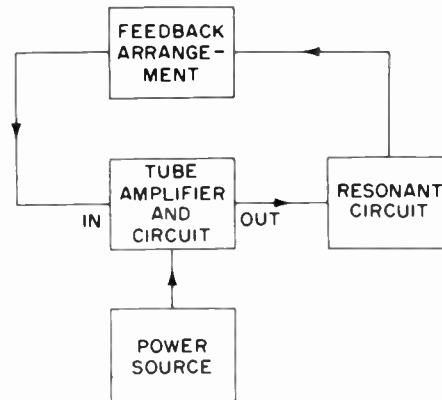 FEEDBACK
ARRANGE-
MENT
TUBE
AMPLIFIER
AND
CIRCUIT
IN
OUT
RESONANT
CIRCUIT
POWER
SOURCE